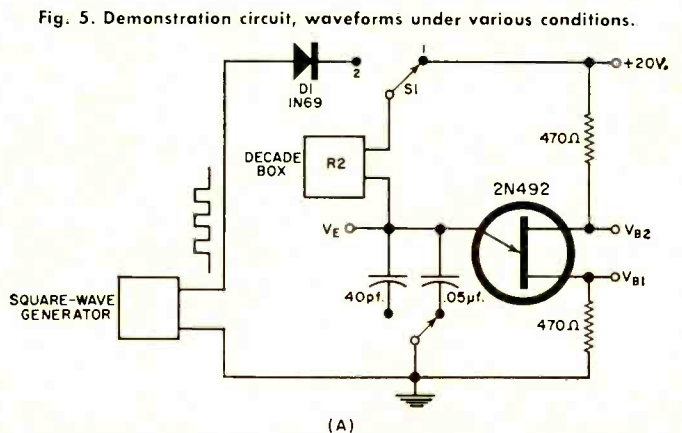 Fig. 5. Demonstration circuit, waveforms under various conditions.
D1
1N69
2
1
S1
+20V.
470Ω
DECADE
BOX
R2
2N492
VE
VB2
VB1
40pf.
.05µf.
470Ω
SQUARE-WAVE
GENERATOR
(A)